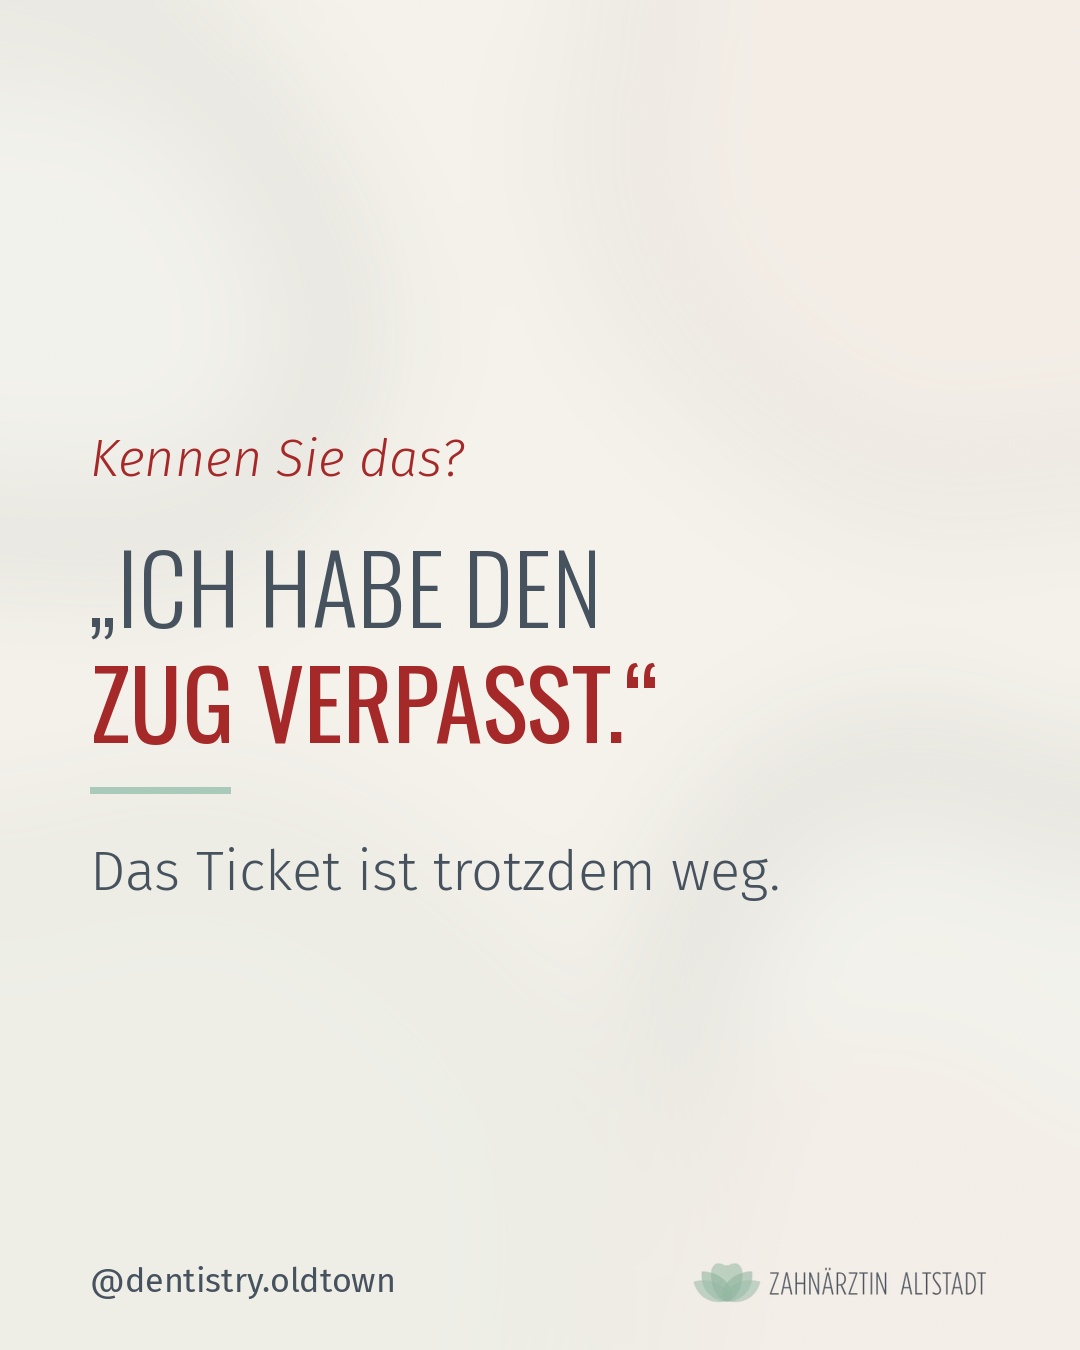 Kennen Sie das?
„ICH HABE DEN
ZUG VERPASST.“
Das Ticket ist trotzdem weg.
@dentistry.oldtown
ZAHNÄRZTIN ALTSTADT